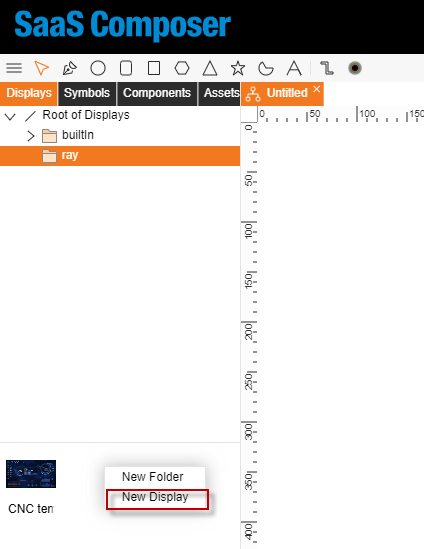 SaaS Composer
Displays Symbols Components Assets Untitled
Root of Displays
builtIn
ray
0 50 100 150
0
50
100
150
200
250
300
350
400
New Folder
New Display
CNC ten